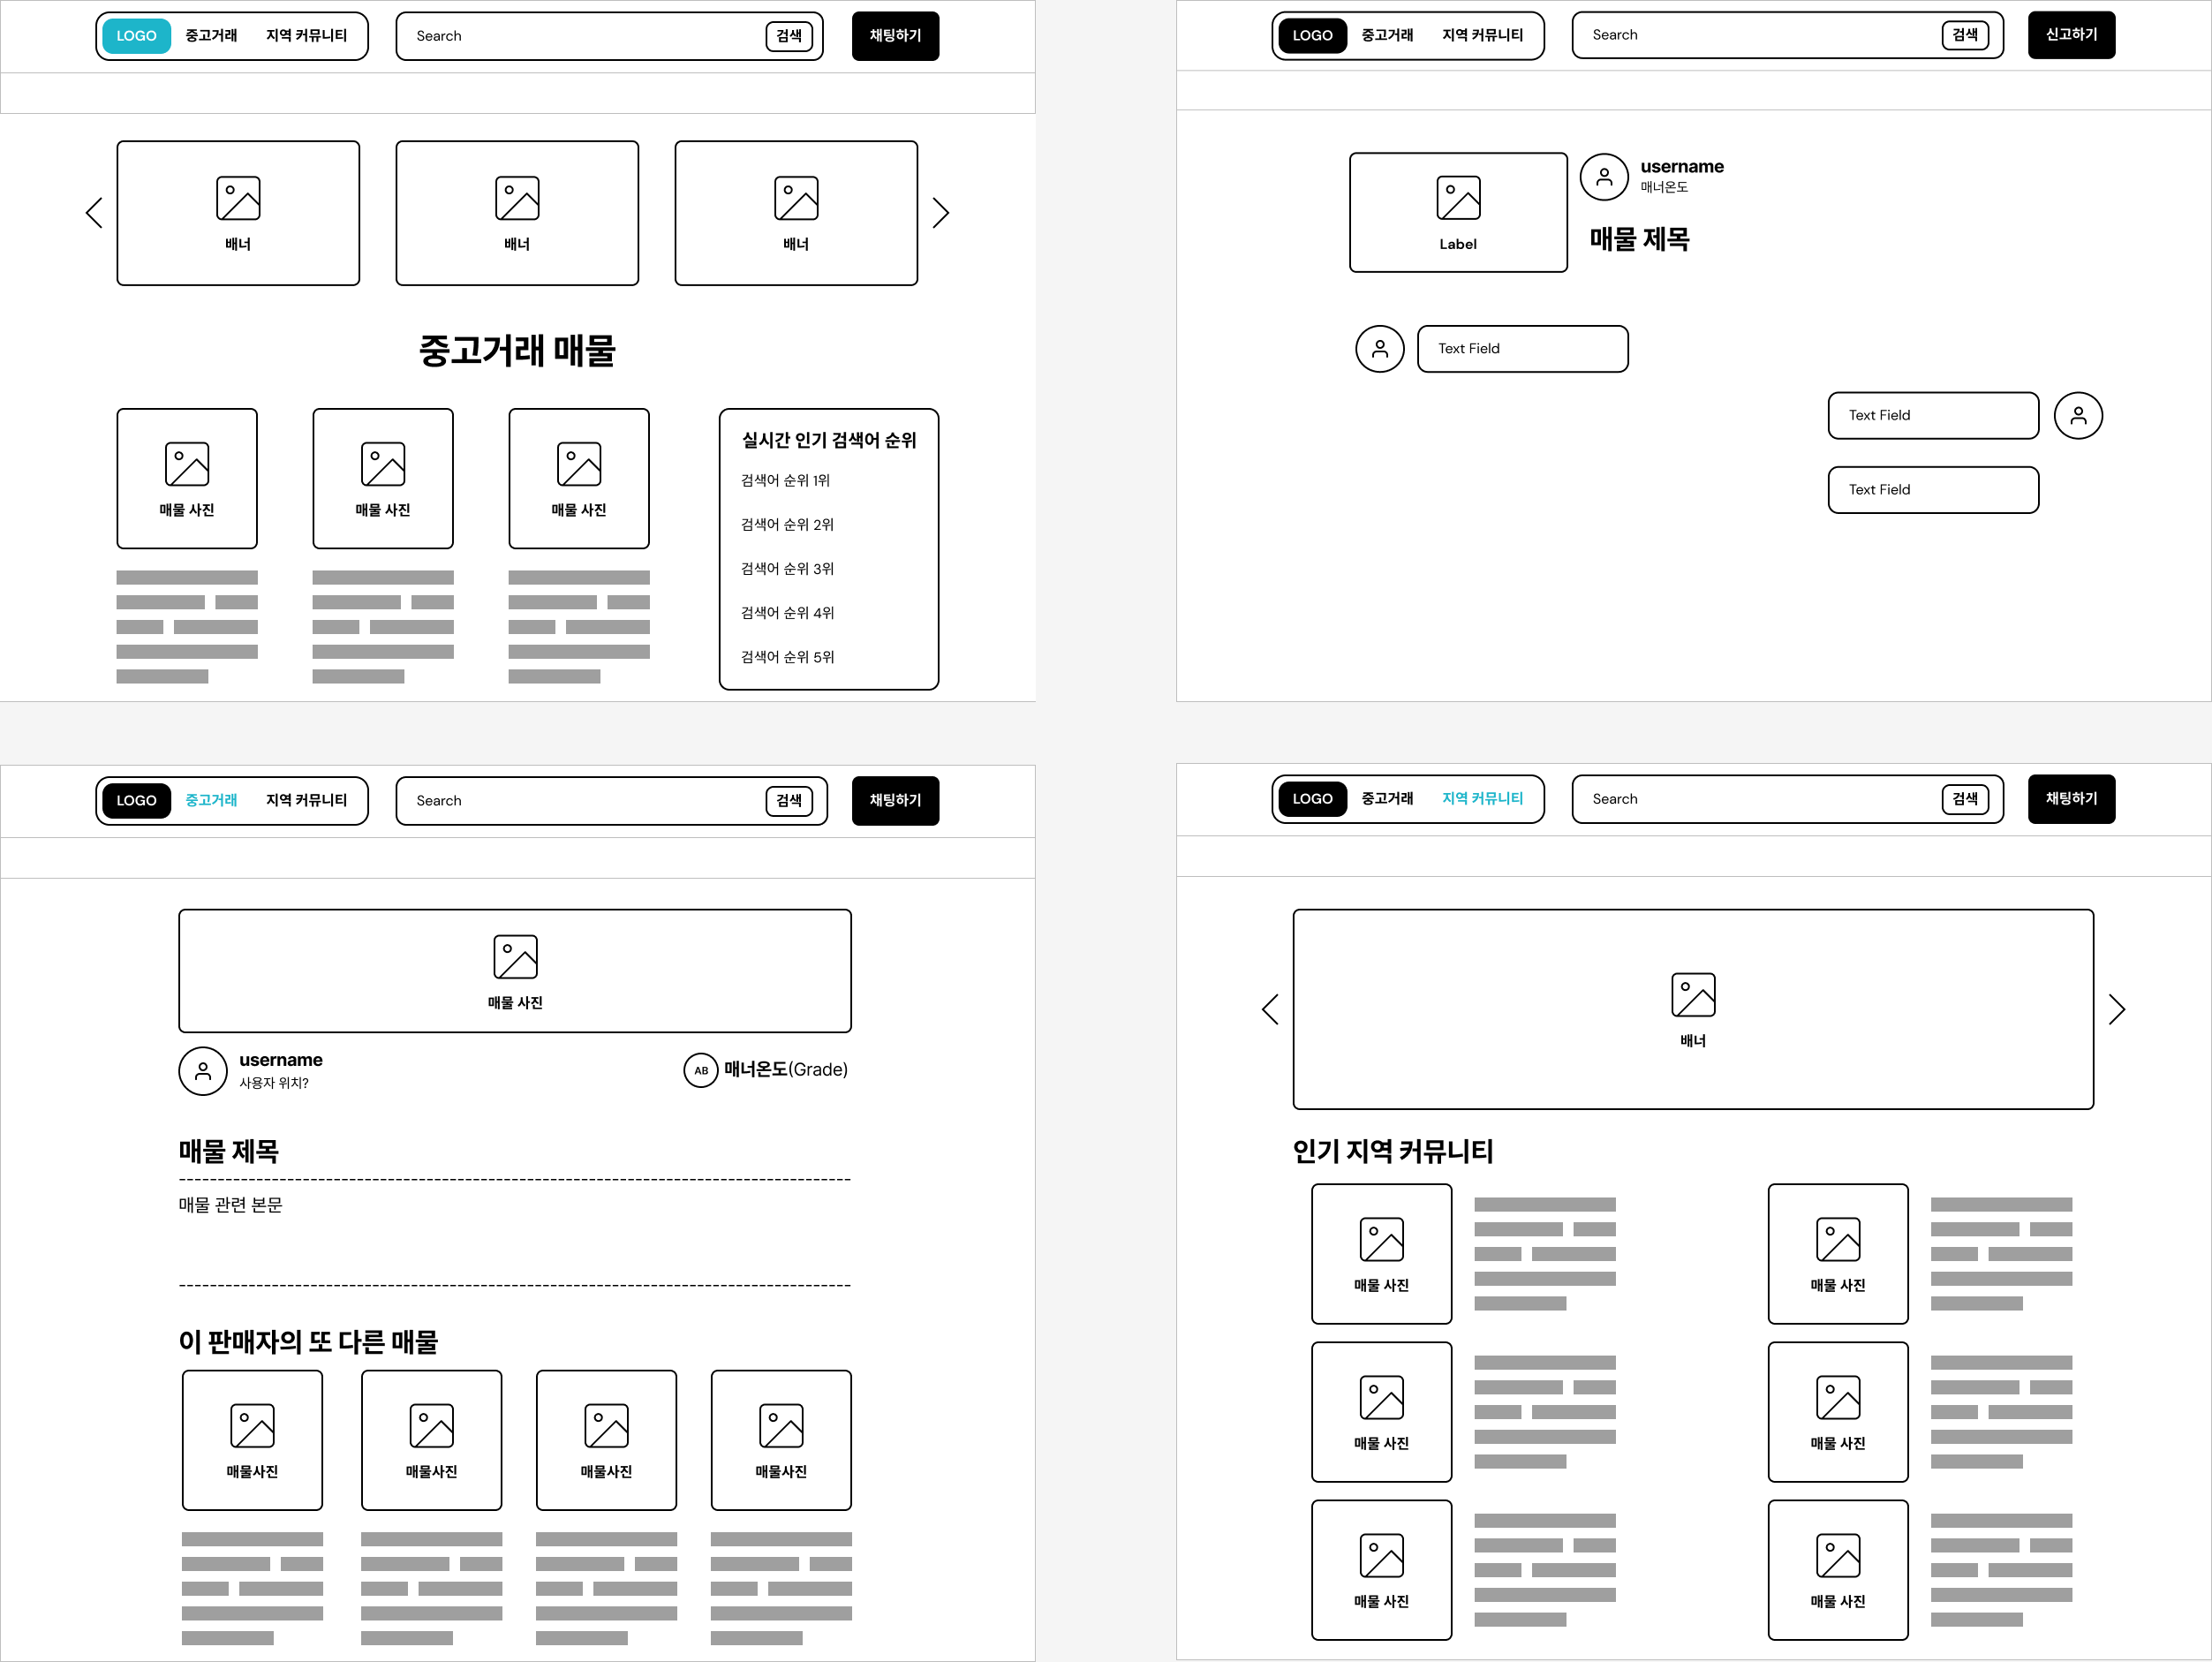 LOGO 중고거래 지역 커뮤니티 Search 검색 채팅하기
배너 배너 배너
중고거래 매물
매물 사진 매물 사진 매물 사진
실시간 인기 검색어 순위
검색어 순위 1위
검색어 순위 2위
검색어 순위 3위
검색어 순위 4위
검색어 순위 5위
LOGO 중고거래 지역 커뮤니티 Search 검색 신고하기
Label
username
매너온도
매물 제목
Text Field
Text Field
Text Field
LOGO 중고거래 지역 커뮤니티 Search 검색 채팅하기
매물 사진
username
사용자 위치?
AB 매너온도(Grade)
매물 제목
매물 관련 본문
이 판매자의 또 다른 매물
매물사진 매물사진 매물사진 매물사진
LOGO 중고거래 지역 커뮤니티 Search 검색 채팅하기
배너
인기 지역 커뮤니티
매물 사진 매물 사진
매물 사진 매물 사진
매물 사진 매물 사진